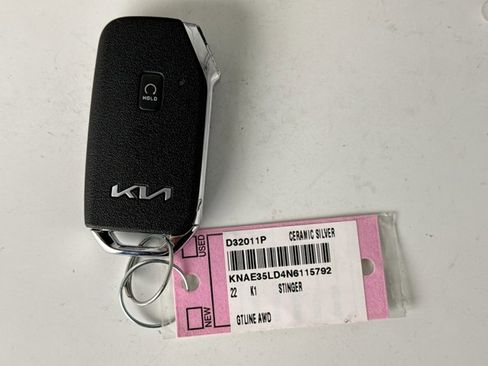 HOLD
KIA
USED
NEW
D32011P CERAMIC SILVER
KNAE35LD4N6115792
22 K1 STINGER
GTLINE AWD